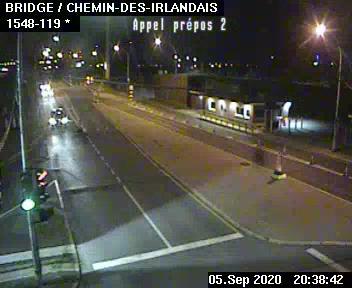 BRIDGE / CHEMIN-DES-IRLANDAIS
1548-119 *
Appel prépos 2
05.Sep 2020 20:38:42